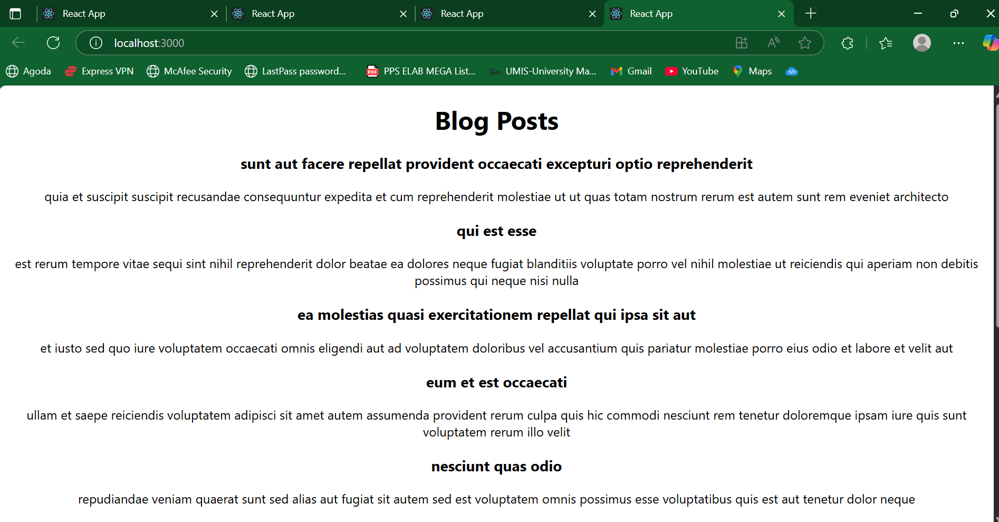 React App
React App
React App
React App
localhost:3000
Agoda
Express VPN
McAfee Security
LastPass password...
PDF
PPS ELAB MEGA List...
UMIS-University Ma...
Gmail
YouTube
Maps
Blog Posts
sunt aut facere repellat provident occaecati excepturi optio reprehenderit
quia et suscipit suscipit recusandae consequuntur expedita et cum reprehenderit molestiae ut ut quas totam nostrum rerum est autem sunt rem eveniet architecto
qui est esse
est rerum tempore vitae sequi sint nihil reprehenderit dolor beatae ea dolores neque fugiat blanditiis voluptate porro vel nihil molestiae ut reiciendis qui aperiam non debitis
possimus qui neque nisi nulla
ea molestias quasi exercitationem repellat qui ipsa sit aut
et iusto sed quo iure voluptatem occaecati omnis eligendi aut ad voluptatem doloribus vel accusantium quis pariatur molestiae porro eius odio et labore et velit aut
eum et est occaecati
ullam et saepe reiciendis voluptatem adipisci sit amet autem assumenda provident rerum culpa quis hic commodi nesciunt rem tenetur doloremque ipsam iure quis sunt
voluptatem rerum illo velit
nesciunt quas odio
repudiandae veniam quaerat sunt sed alias aut fugiat sit autem sed est voluptatem omnis possimus esse voluptatibus quis est aut tenetur dolor neque